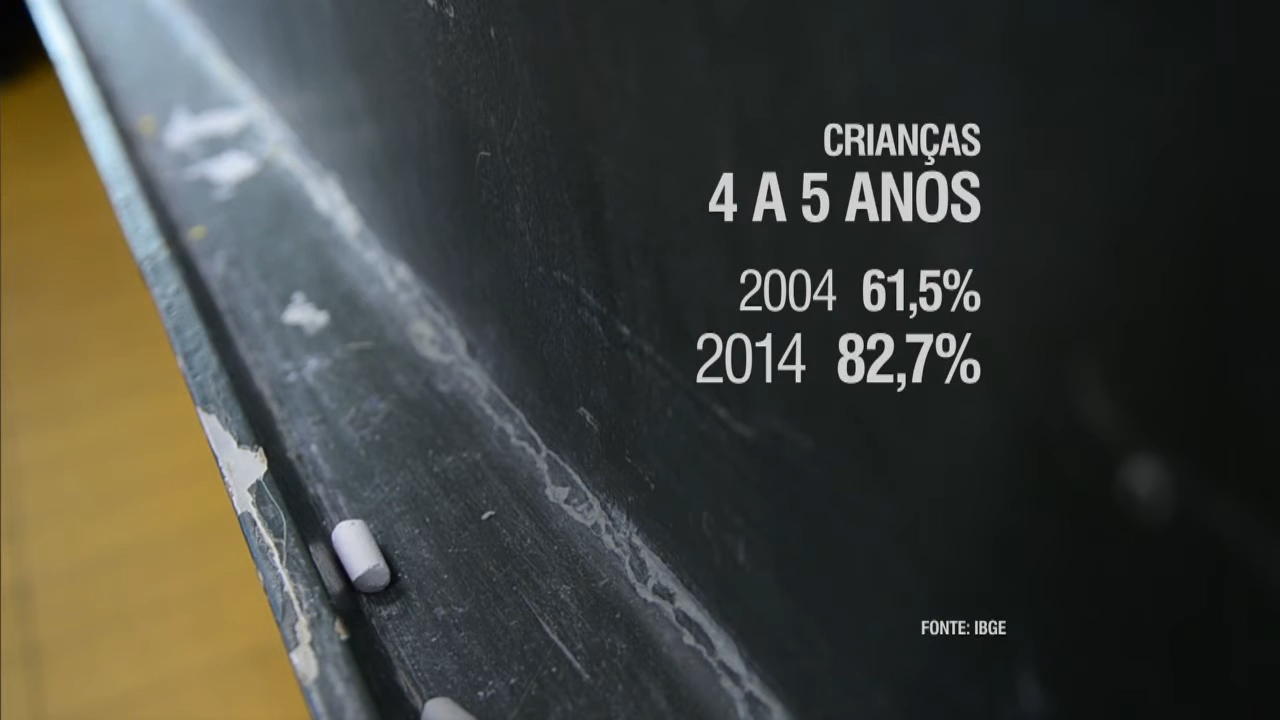 CRIANÇAS
4 A 5 ANOS
2004 61,5%
2014 82,7%
FONTE: IBGE